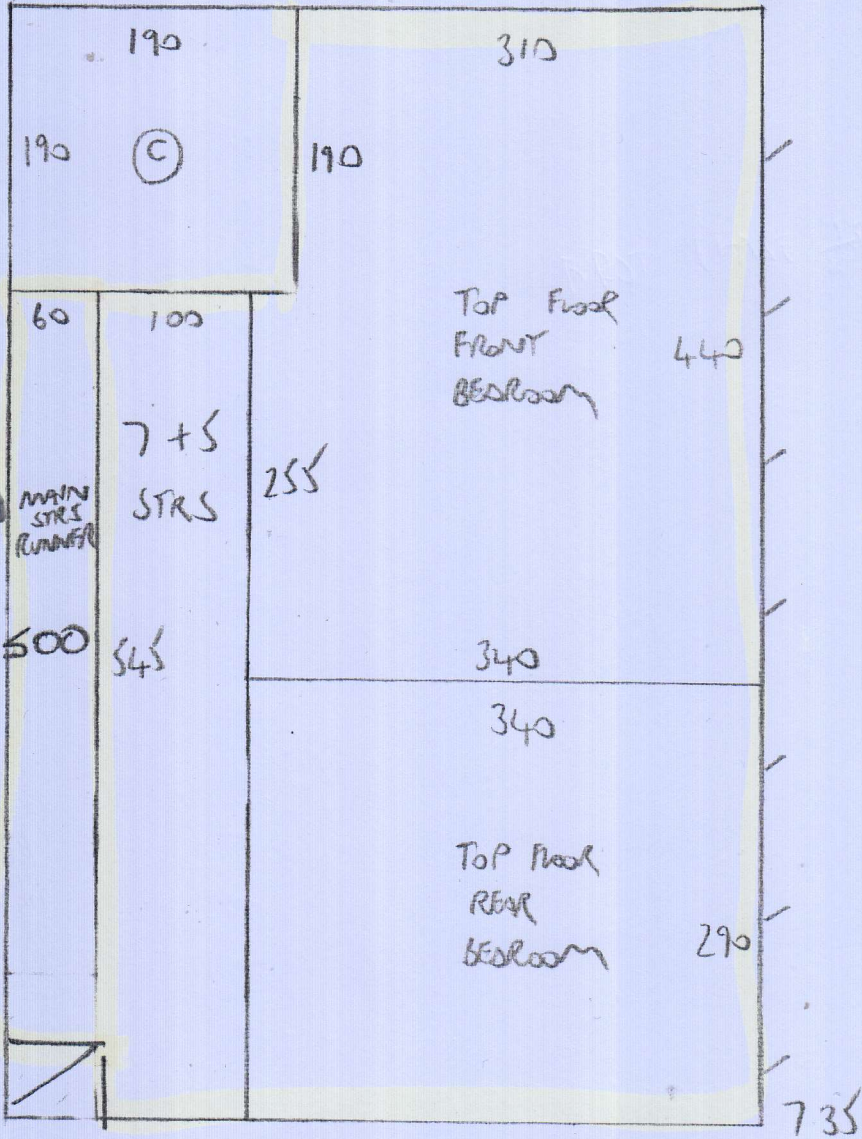 190
310
190
C
190
60
100
TOP FLOOR
FRONT
BEDROOM
440
7 + 5
STRS
255
MAIN
STRS
RUNNER
500
545
340
340
TOP FLOOR
REAR
BEDROOM
290
735